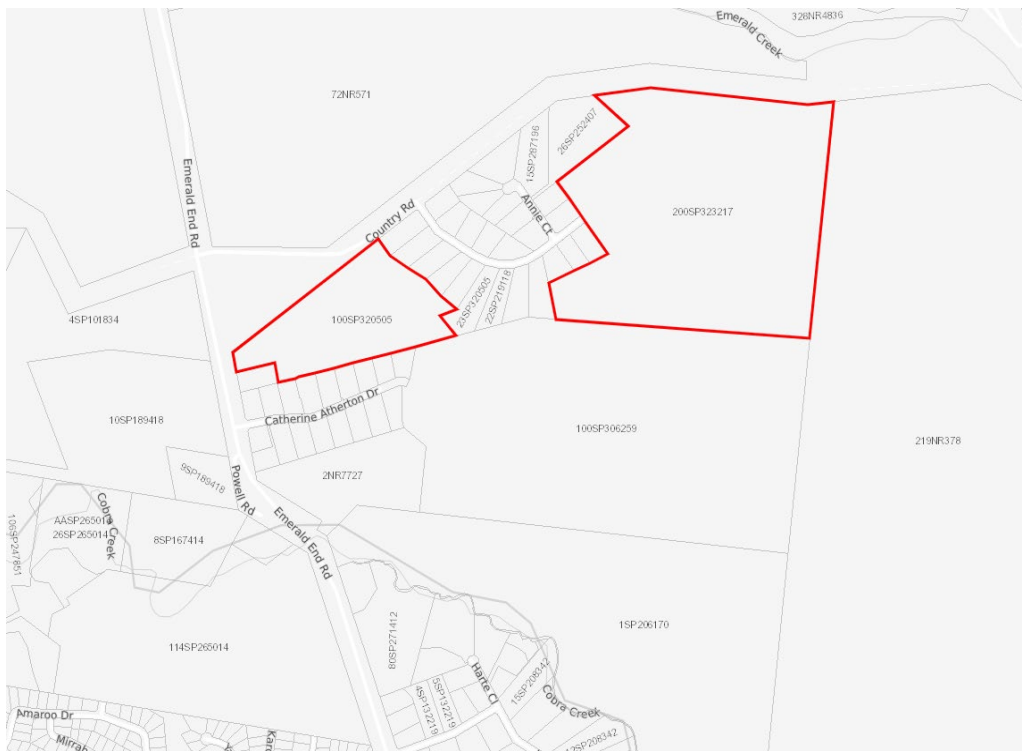 328NR4836
Emerald Creek
72NR571
26SP252407
15SP287196
Emerald End Rd
Annie Ct
200SP323217
Country Rd
23SP320505
22SP219118
4SP101834
100SP320505
Catherine Atherton Dr
10SP189418
100SP306259
219NR378
9SP189418
2NR7727
Powell Rd
Cobra Creek
AASP265014
26SP265014
8SP167414
Emerald End Rd
106SP247851
80SP271412
1SP206170
114SP265014
Harte Cl
15SP208342
5SP132219
4SP132219
Cobra Creek
Amaroo Dr